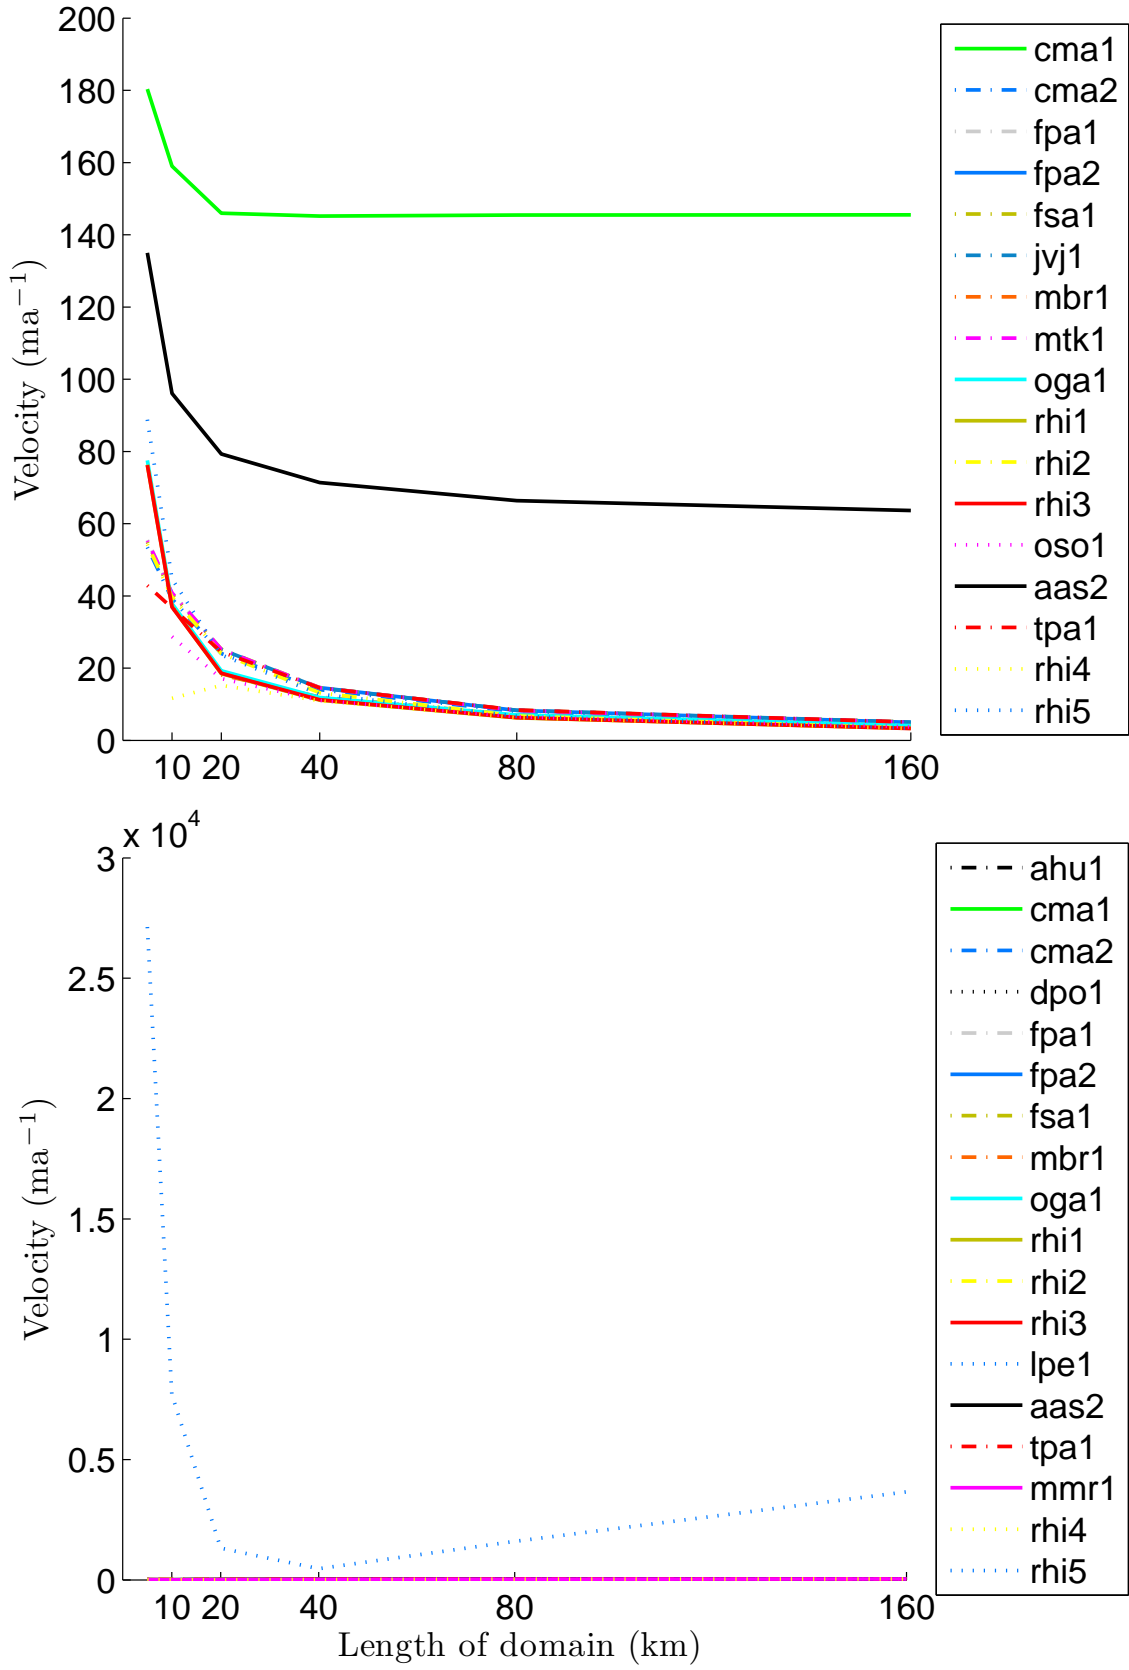 200
180
160
140
120
100
80
60
40
20
0
Velocity (ma−1)
10 20 40 80 160
cma1
cma2
fpa1
fpa2
fsa1
jvj1
mbr1
mtk1
oga1
rhi1
rhi2
rhi3
oso1
aas2
tpa1
rhi4
rhi5
x 10^4
3
2.5
2
1.5
1
0.5
0
Velocity (ma−1)
10 20 40 80 160
Length of domain (km)
ahu1
cma1
cma2
dpo1
fpa1
fpa2
fsa1
mbr1
oga1
rhi1
rhi2
rhi3
lpe1
aas2
tpa1
mmr1
rhi4
rhi5